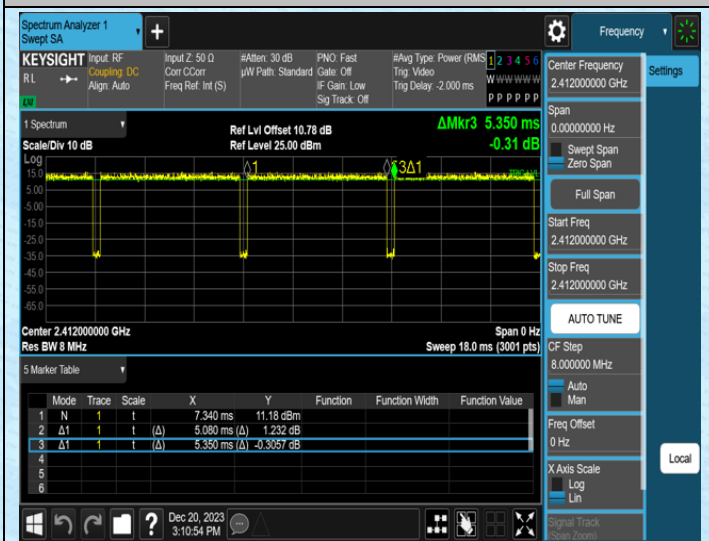 Spectrum Analyzer 1
Swept SA
Frequency
KEYSIGHT Input: RF Input Z: 50 Ω #Atten: 30 dB PNO: Fast #Avg Type: Power (RMS 1 2 3 4 5 6
RL Coupling: DC Corr CCorr µW Path: Standard Gate: Off Trig: Video W W W W W W
Align: Auto Freq Ref: Int (S) IF Gain: Low Trig Delay: -2.000 ms
Sig Track: Off P P P P P P
1 Spectrum
Scale/Div 10 dB
Ref Lvl Offset 10.78 dB
Ref Level 25.00 dBm
ΔMkr3 5.350 ms
-0.31 dB
Log
15.0
5.00
-5.00
-15.0
-25.0
-35.0
-45.0
-55.0
-65.0
1
3Δ1
Center 2.412000000 GHz Span 0 Hz
Res BW 8 MHz Sweep 18.0 ms (3001 pts)
5 Marker Table
Mode Trace Scale X Y Function Function Width Function Value
1 N 1 t 7.340 ms 11.18 dBm
2 Δ1 1 t (Δ) 5.080 ms (Δ) 1.232 dB
3 Δ1 1 t (Δ) 5.350 ms (Δ) -0.3057 dB
4
5
6
Dec 20, 2023
3:10:54 PM
Center Frequency
2.412000000 GHz
Span
0.00000000 Hz
Swept Span
Zero Span
Full Span
Start Freq
2.412000000 GHz
Stop Freq
2.412000000 GHz
AUTO TUNE
CF Step
8.000000 MHz
Auto
Man
Freq Offset
0 Hz
X Axis Scale
Log
Lin
Signal Track
(Span Zoom)
Settings
Local